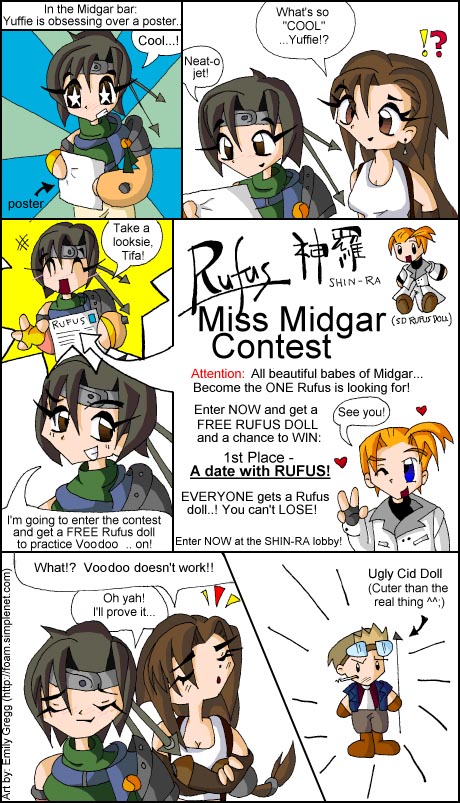 In the Midgar bar:
Yuffie is obsessing over a poster..
Cool...!
poster
What's so
"COOL"
...Yuffie!?
!?
Neat-o
jet!
Take a
looksie,
Tifa!
RUFUS
I'm going to enter the contest
and get a FREE Rufus doll
to practice Voodoo .. on!
Rufus 神羅
SHIN-RA
(SD RUFUS DOLL)
Miss Midgar
Contest
Attention: All beautiful babes of Midgar...
Become the ONE Rufus is looking for!
Enter NOW and get a
FREE RUFUS DOLL
and a chance to WIN:
1st Place -
A date with RUFUS!
EVERYONE gets a Rufus
doll..! You can't LOSE!
Enter NOW at the SHIN-RA lobby!
See you!
What!? Voodoo doesn't work!!
Oh yah!
I'll prove it...
Ugly Cid Doll
(Cuter than the
real thing ^^;)
Art by: Emily Gregg (http://foam.simplenet.com)